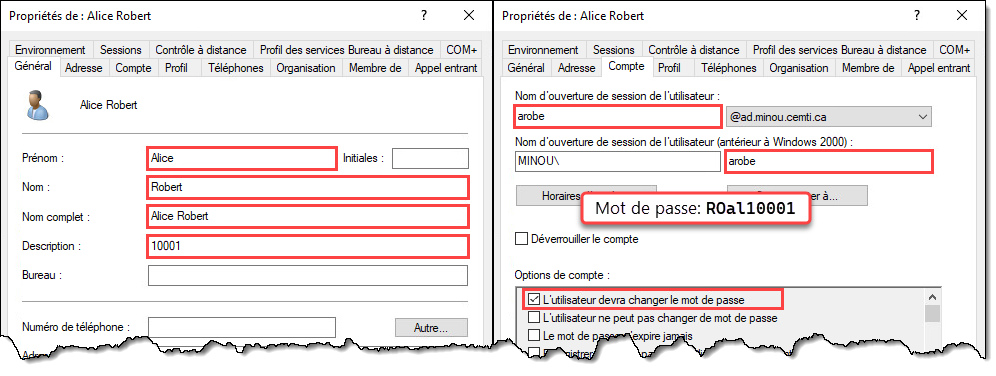 Propriétés de : Alice Robert
Environnement Sessions Contrôle à distance Profil des services Bureau à distance COM+
Général Adresse Compte Profil Téléphones Organisation Membre de Appel entrant
Alice Robert
Prénom : Alice Initiales :
Nom : Robert
Nom complet : Alice Robert
Description : 10001
Bureau :
Numéro de téléphone : Autre...
Propriétés de : Alice Robert
Environnement Sessions Contrôle à distance Profil des services Bureau à distance COM+
Général Adresse Compte Profil Téléphones Organisation Membre de Appel entrant
Nom d'ouverture de session de l'utilisateur :
arobe @ad.minou.cemti.ca
Nom d'ouverture de session de l'utilisateur (antérieur à Windows 2000) :
MINOU\ arobe
Horaires à...
Mot de passe: ROal10001
Déverrouiller le compte
Options de compte :
L'utilisateur devra changer le mot de passe
L'utilisateur ne peut pas changer de mot de passe
Le mot de passe n'expire jamais